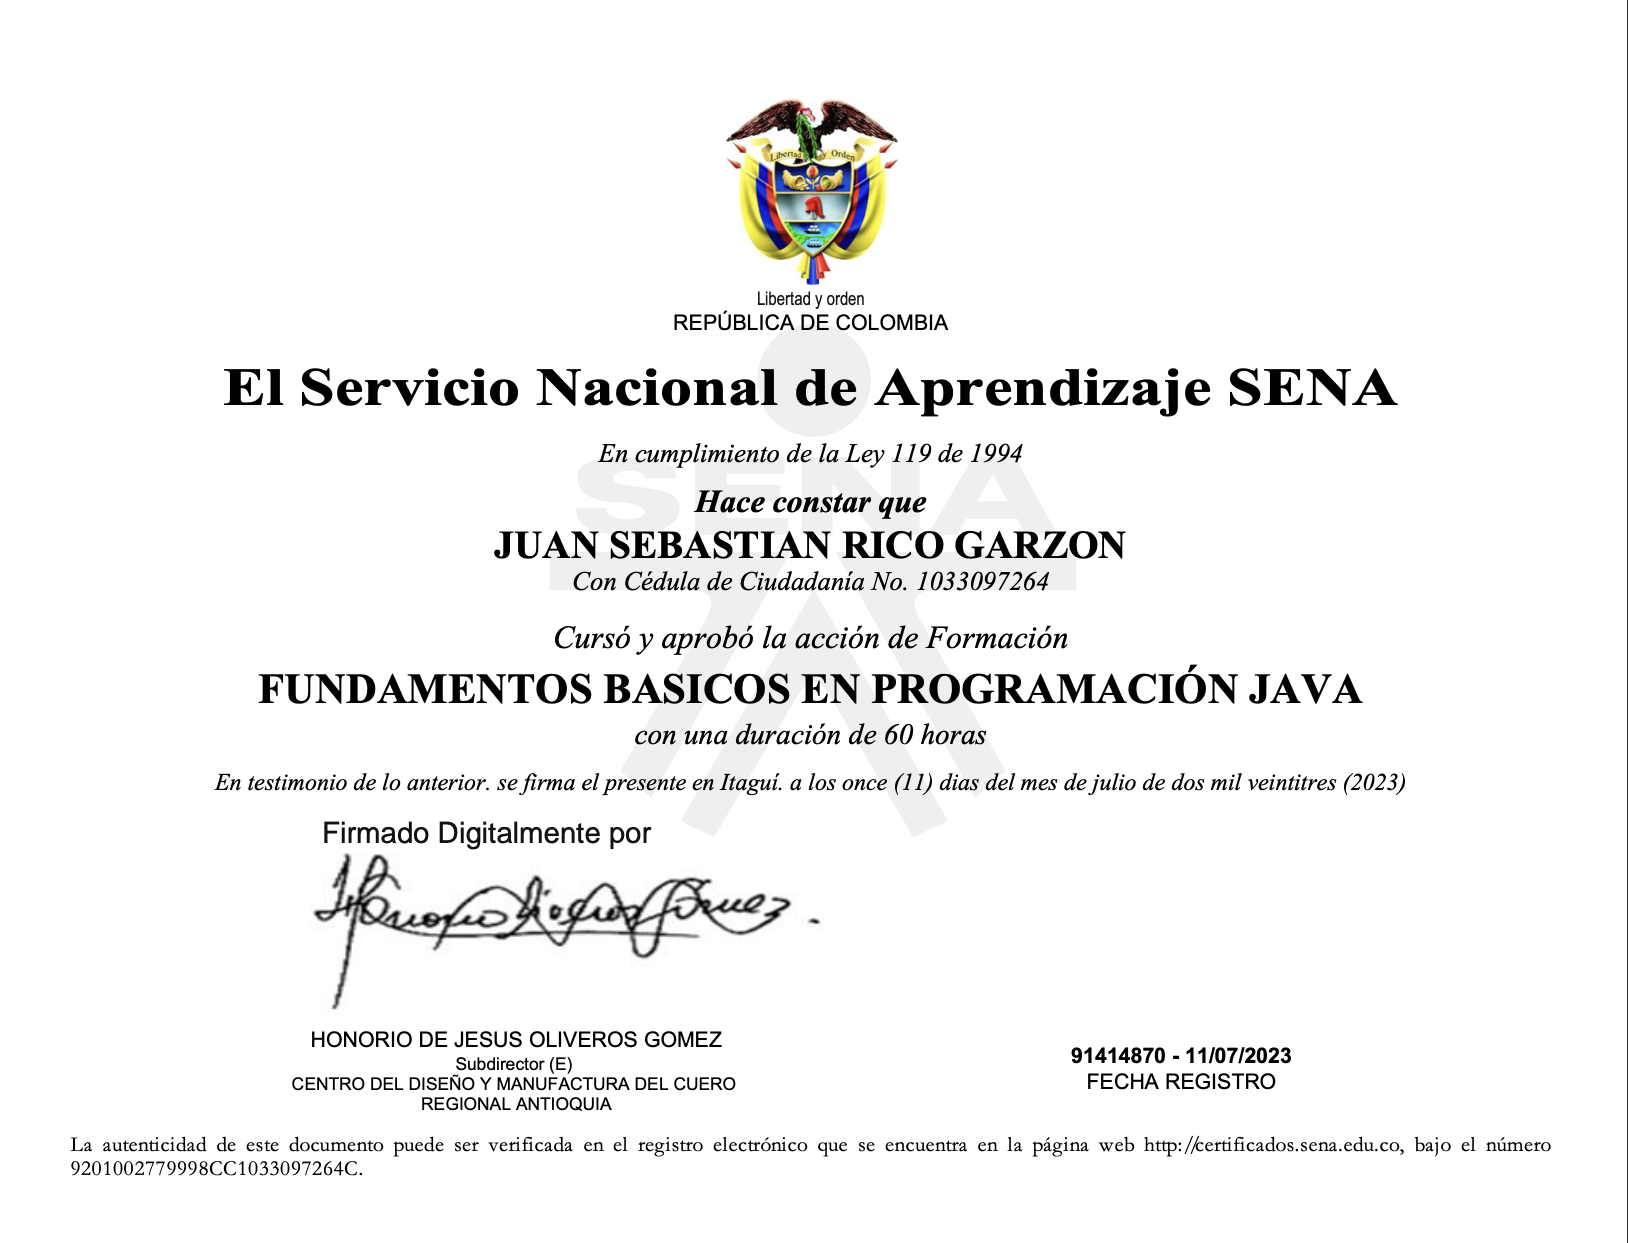 Libertad y Orden
Libertad y orden
REPÚBLICA DE COLOMBIA
El Servicio Nacional de Aprendizaje SENA
En cumplimiento de la Ley 119 de 1994
SENA
Hace constar que
JUAN SEBASTIAN RICO GARZON
Con Cédula de Ciudadanía No. 1033097264
Cursó y aprobó la acción de Formación
FUNDAMENTOS BASICOS EN PROGRAMACIÓN JAVA
con una duración de 60 horas
En testimonio de lo anterior. se firma el presente en Itaguí. a los once (11) dias del mes de julio de dos mil veintitres (2023)
Firmado Digitalmente por
HONORIO DE JESUS OLIVEROS GOMEZ
Subdirector (E)
CENTRO DEL DISEÑO Y MANUFACTURA DEL CUERO
REGIONAL ANTIOQUIA
91414870 - 11/07/2023
FECHA REGISTRO
La autenticidad de este documento puede ser verificada en el registro electrónico que se encuentra en la página web http://certificados.sena.edu.co, bajo el número
9201002779998CC1033097264C.